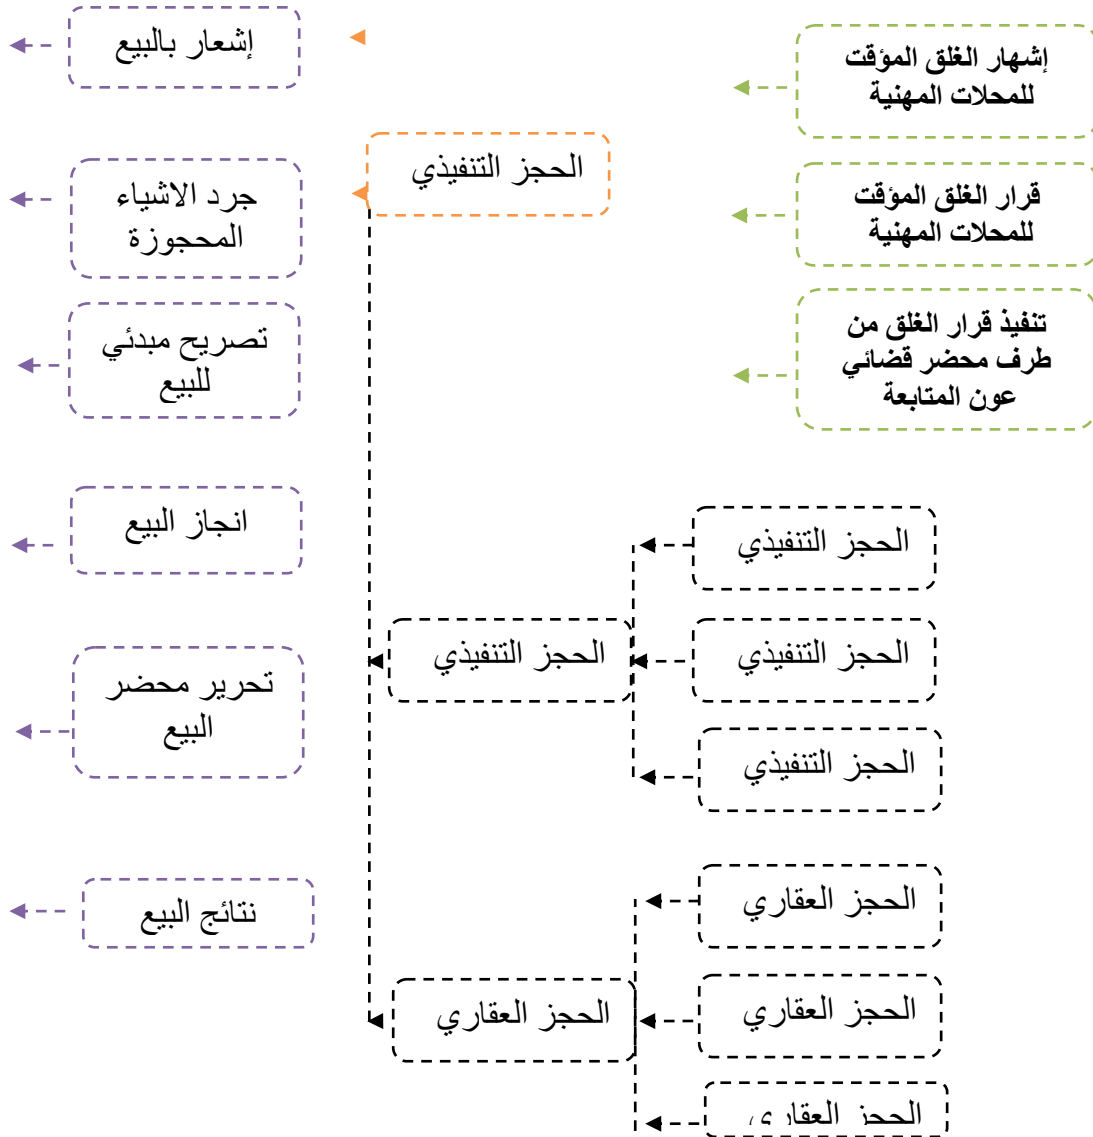 إشهار الغلق المؤقت
للمحلات المهنية
قرار الغلق المؤقت
للمحلات المهنية
تنفيذ قرار الغلق من
طرف محضر قضائي
عون المتابعة
الحجز التنفيذي
الحجز التنفيذي
الحجز التنفيذي
الحجز العقاري
الحجز العقاري
الحجز العقاري
الحجز التنفيذي
الحجز التنفيذي
الحجز العقاري
إشعار بالبيع
جرد الاشياء
المحجوزة
تصريح مبدئي
للبيع
انجاز البيع
تحرير محضر
البيع
نتائج البيع